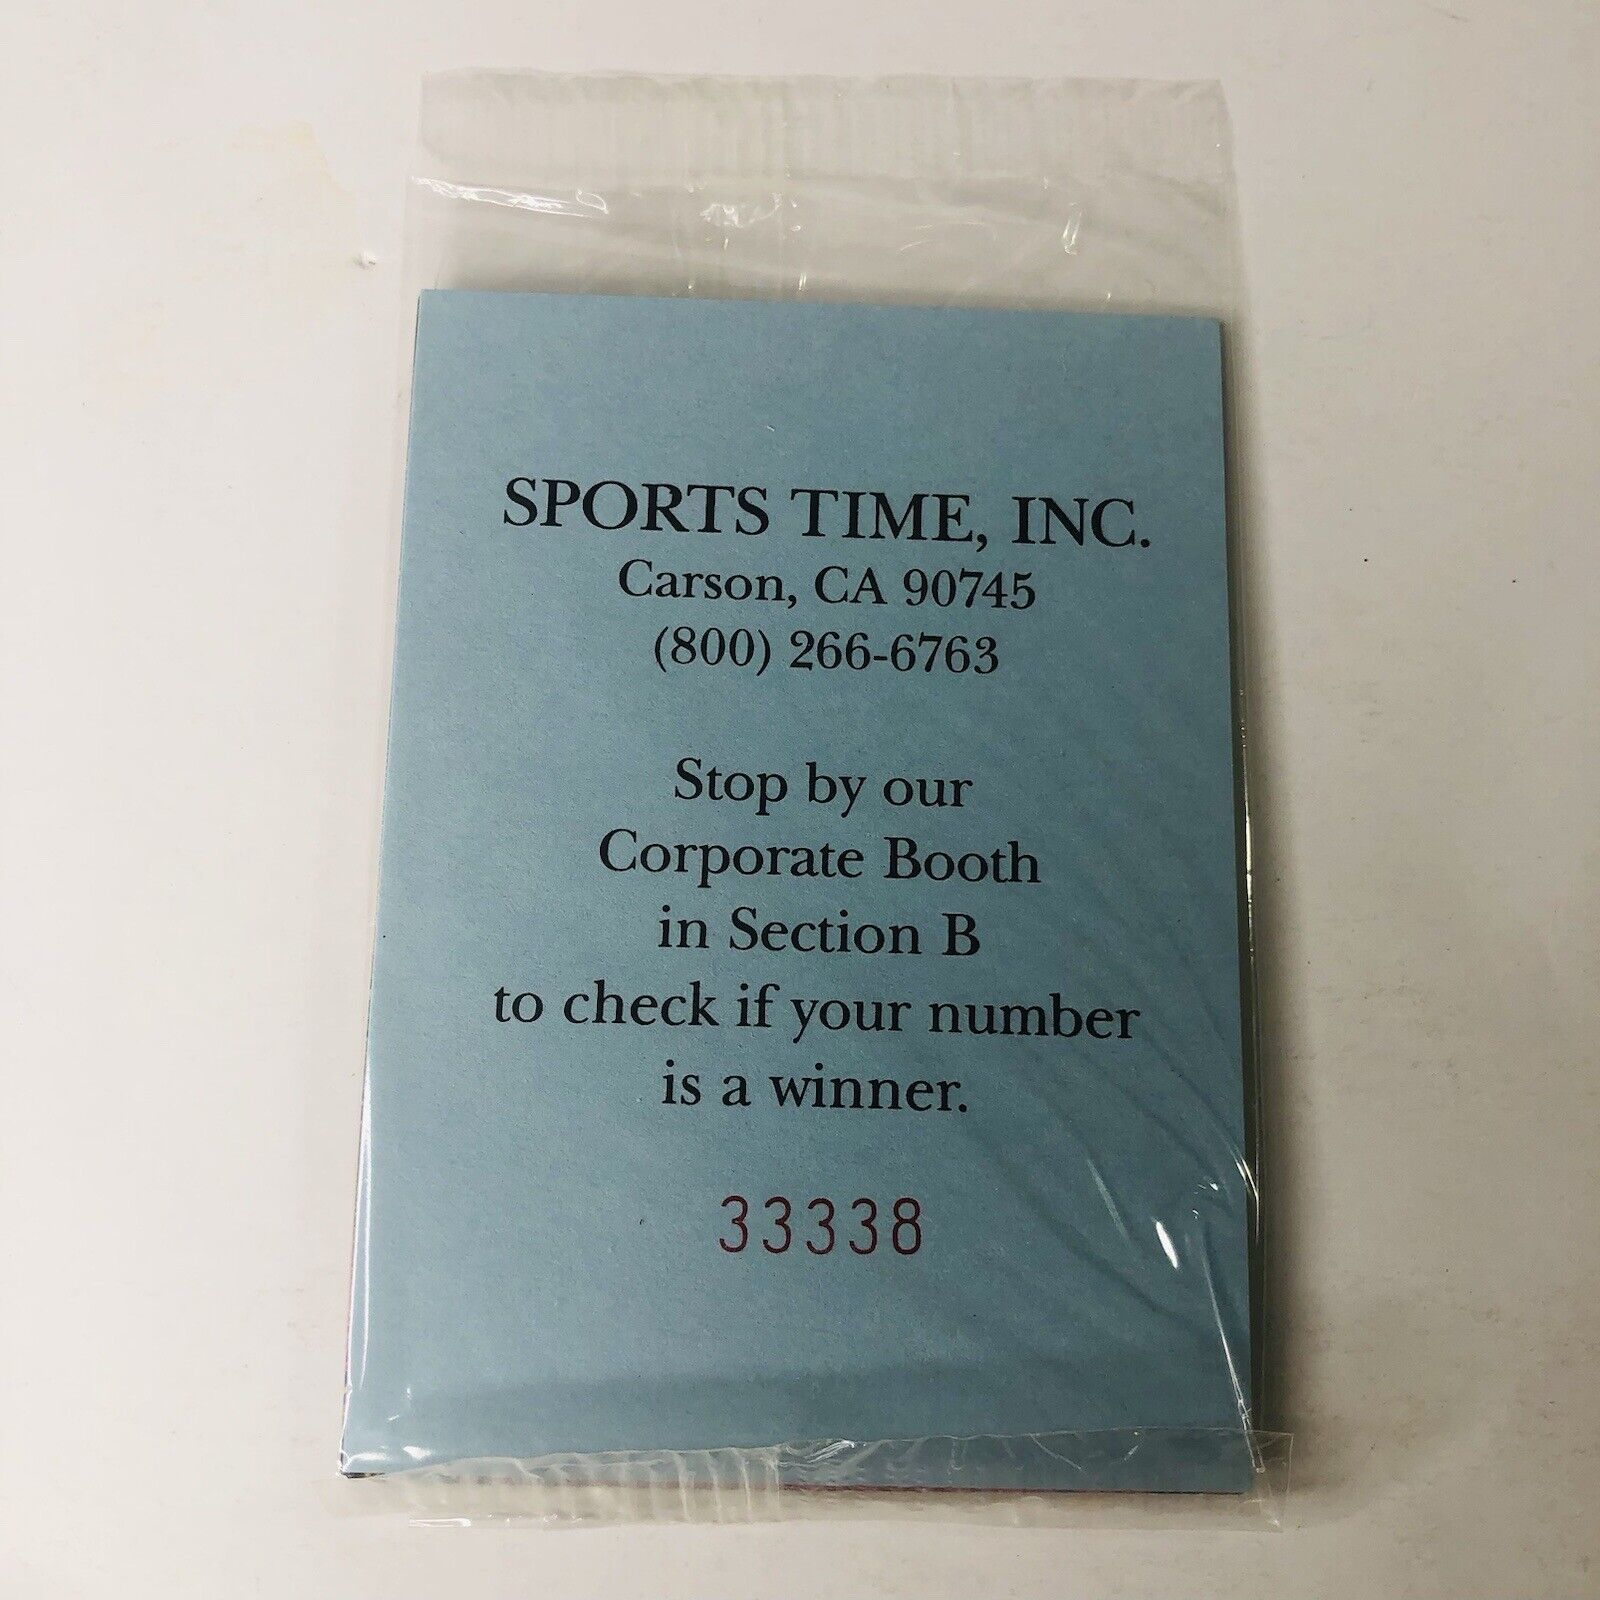 SPORTS TIME, INC.
Carson, CA 90745
(800) 266-6763
Stop by our
Corporate Booth
in Section B
to check if your number
is a winner.
33338